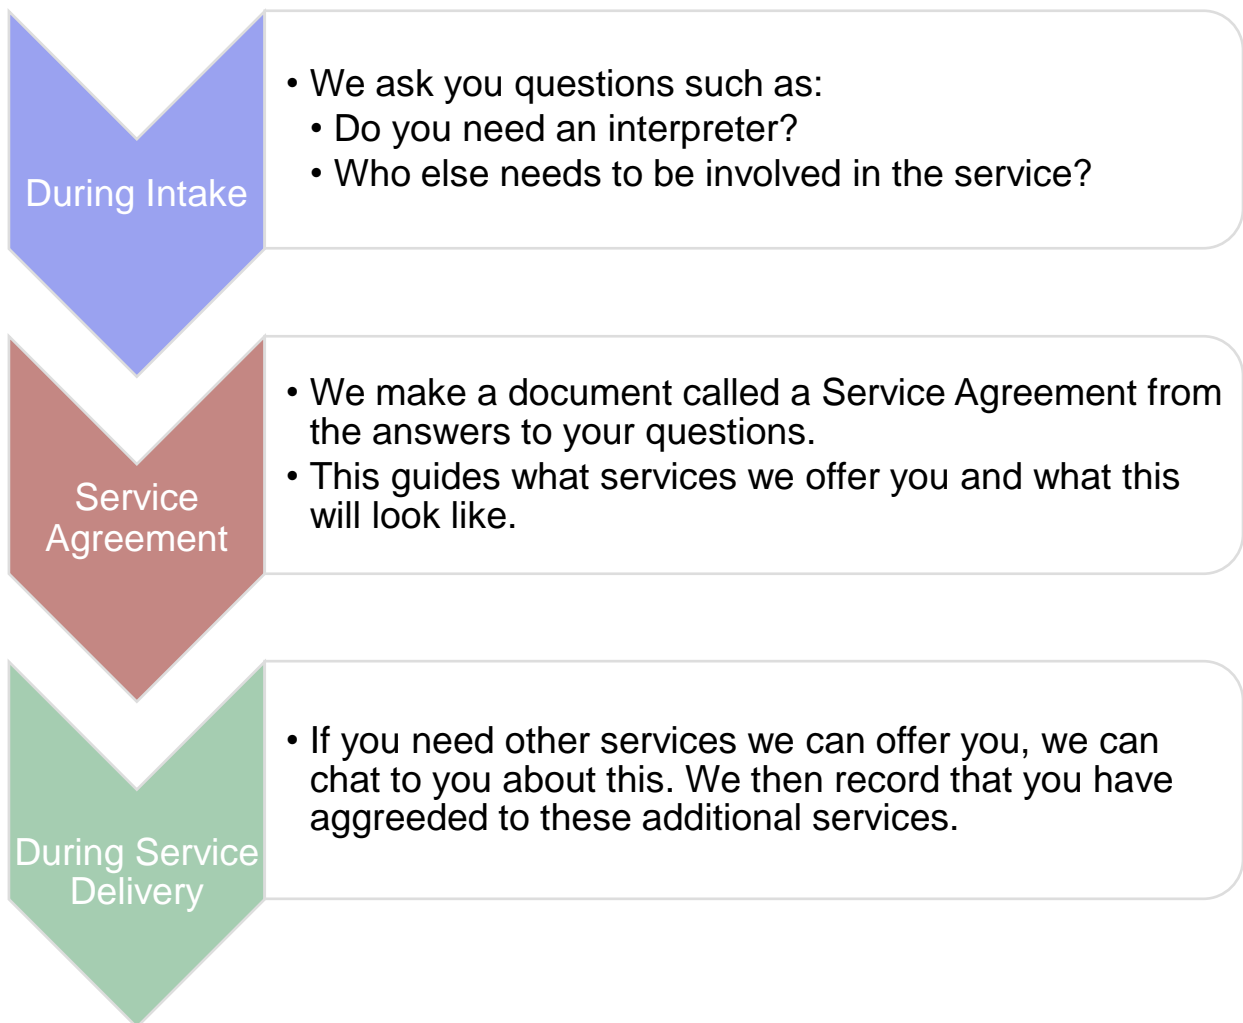 During Intake
• We ask you questions such as:
• Do you need an interpreter?
• Who else needs to be involved in the service?
Service
Agreement
• We make a document called a Service Agreement from
the answers to your questions.
• This guides what services we offer you and what this
will look like.
During Service
Delivery
• If you need other services we can offer you, we can
chat to you about this. We then record that you have
aggreeded to these additional services.